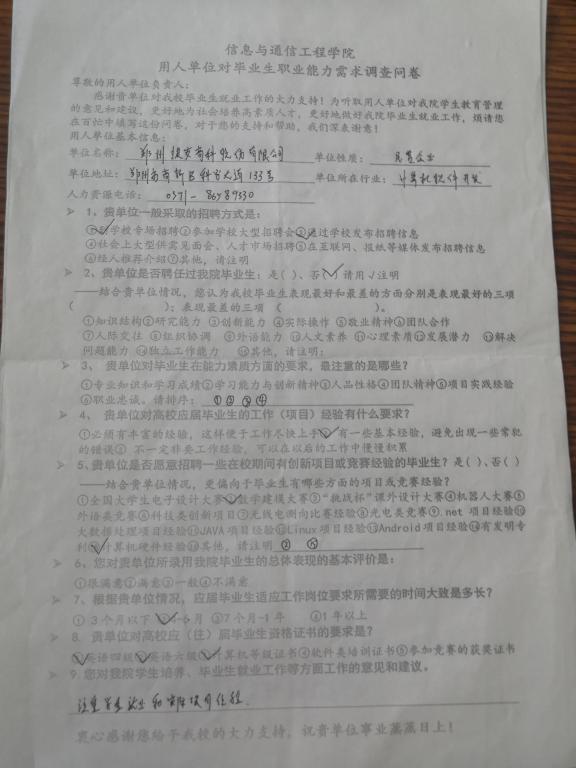 信息与通信工程学院
用人单位对毕业生职业能力需求调查问卷
尊敬的用人单位负责人：
感谢贵单位对我校毕业生就业工作的大力支持！为听取用人单位对我院学生教育管理
的意见和建议，更好地为社会培养高素质人才，更好地做好我院毕业生就业工作，烦请您
在百忙中填写这份问卷，对于您的支持和帮助，我们深表谢意！
用人单位基本信息：
单位名称： 郑州 有限公司 单位性质： 民营企业
单位地址： 郑州高新区科学大道133号 单位所在行业： 计算机软件开发
人力资源电话： 0371-86789330
➢ 1、贵单位一般采取的招聘方式是：
①到学校专场招聘②参加学校大型招聘会③通过学校发布招聘信息
④社会上大型供需见面会、人才市场招聘⑤在互联网、报纸等媒体发布招聘信息
⑥经人推荐介绍⑦其他，请注明
➢ 2、贵单位是否聘任过我院毕业生：是( )、否(√)请用√注明
——结合贵单位情况，您认为我校毕业生表现最好和最差的方面分别是表现最好的三项
（ ）；表现最差的三项（ ）。
①知识结构②研究能力 ③创新能力 ④实际操作 ⑤敬业精神⑥团队合作
⑦人际交往 ⑧组织协调 ⑨外语能力 ⑩人文素养 ⑪心理素质⑫发展潜力 ⑬解决
问题能力 ⑭独立工作能力 ⑮其他，请注明：
➢ 3、 贵单位对毕业生在能力素质方面的要求，最注意的是哪些？
①专业知识和学习成绩②学习能力与创新精神③人品性格④团队精神⑤项目实践经验
⑥职业忠诚。请排序： ①②③④
➢ 4、 贵单位对高校应届毕业生的工作（项目）经验有什么要求？
①必须有丰富的经验，这样便于工作尽快上手②有一些基本经验，避免出现一些常犯
的错误③ 不一定非要工作经验，可以在以后的工作中慢慢积累
➢ 5、贵单位是否愿意招聘一些在校期间有创新项目或竞赛经验的毕业生？是( )、否( )
——结合贵单位情况，更偏向于毕业生有哪些方面的项目或竞赛经验？
①全国大学生电子设计大赛②数学建模大赛③“挑战杯”课外设计大赛④机器人大赛⑤
外语类竞赛⑥科技类创新项目⑦无线电测向比赛经验⑧光电类竞赛⑨.net 项目经验⑩
大数据处理项目经验⑪JAVA项目经验⑫Linux项目经验⑬Android项目经验⑭有发明专
利⑮计算机硬件经验⑯其他，请注明 ② ⑮
➢ 6、您对贵单位所录用我院毕业生的总体表现的基本评价是：
①很满意②满意③一般④不满意
➢ 7、根据贵单位情况，应届毕业生适应工作岗位要求所需要的时间大致是多长？
① 3个月以下 ②4-6月 ③7个月-1年 ④1年以上
➢ 8、 贵单位对高校应（往）届毕业生资格证书的要求是？
①英语四级②英语六级③计算机等级证书④软件类培训证书⑤参加竞赛的获奖证书
➢ 9、您对我院学生培养、毕业生就业工作等方面工作的意见和建议。
注重
衷心感谢您给予我校的大力支持，祝贵单位事业蒸蒸日上！